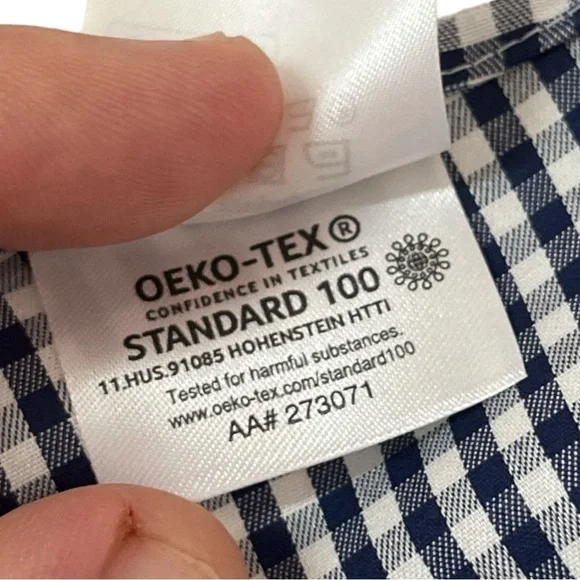 OEKO-TEX®
CONFIDENCE IN TEXTILES
STANDARD 100
11.HUS.91085 HOHENSTEIN HTTI
Tested for harmful substances.
www.oeko-tex.com/standard100
AA# 273071